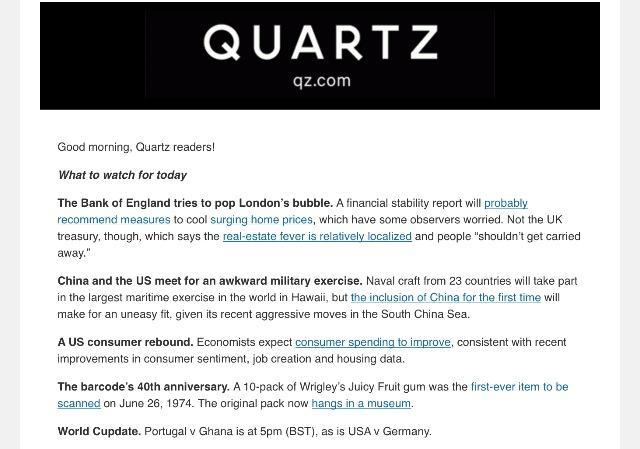 QUARTZ
qz.com
Good morning, Quartz readers!
What to watch for today
The Bank of England tries to pop London’s bubble. A financial stability report will probably
recommend measures to cool surging home prices, which have some observers worried. Not the UK
treasury, though, which says the real-estate fever is relatively localized and people “shouldn’t get carried
away.”
China and the US meet for an awkward military exercise. Naval craft from 23 countries will take part
in the largest maritime exercise in the world in Hawaii, but the inclusion of China for the first time will
make for an uneasy fit, given its recent aggressive moves in the South China Sea.
A US consumer rebound. Economists expect consumer spending to improve, consistent with recent
improvements in consumer sentiment, job creation and housing data.
The barcode’s 40th anniversary. A 10-pack of Wrigley’s Juicy Fruit gum was the first-ever item to be
scanned on June 26, 1974. The original pack now hangs in a museum.
World Cupdate. Portugal v Ghana is at 5pm (BST), as is USA v Germany.